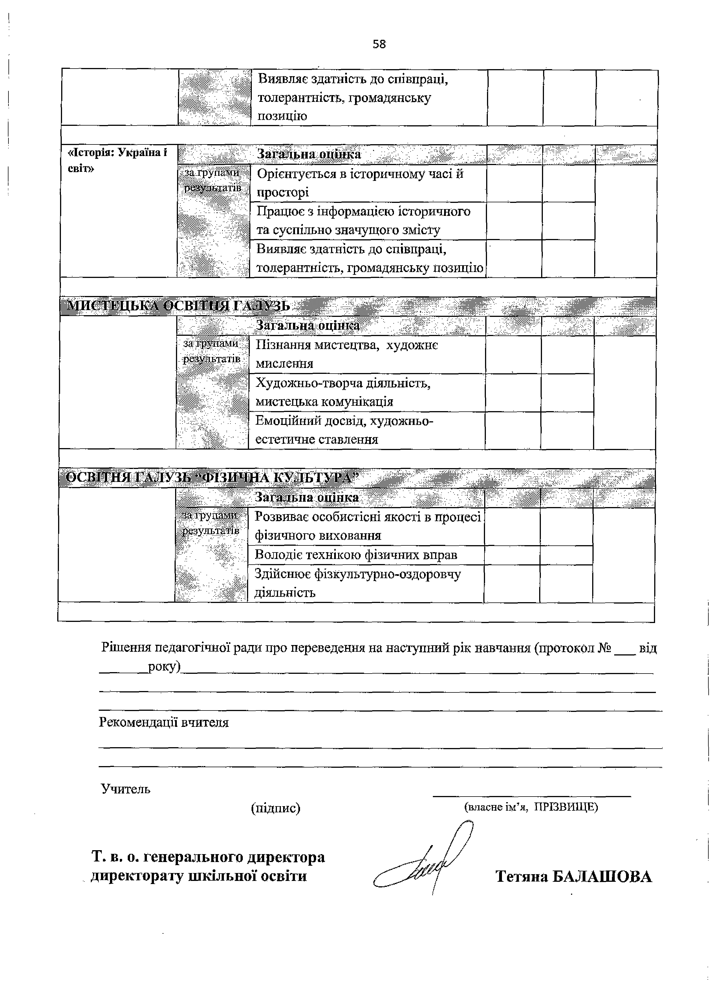 58
Виявляє здатність до співпраці,
толерантність, громадянську
позицію
«Історія: Україна і
світ»
Загальна оцінка
за групами
результатів
Орієнтується в історичному часі й
просторі
Працює з інформацією історичного
та суспільно значущого змісту
Виявляє здатність до співпраці,
толерантність, громадянську позицію
МИСТЕЦЬКА ОСВІТНЯ ГАЛУЗЬ
Загальна оцінка
за групами
результатів
Пізнання мистецтва, художнє
мислення
Художньо-творча діяльність,
мистецька комунікація
Емоційний досвід, художньо-
естетичне ставлення
ОСВІТНЯ ГАЛУЗЬ “ФІЗИЧНА КУЛЬТУРА”
Загальна оцінка
за групами
результатів
Розвиває особистісні якості в процесі
фізичного виховання
Володіє технікою фізичних вправ
Здійснює фізкультурно-оздоровчу
діяльність
Рішення педагогічної ради про переведення на наступний рік навчання (протокол № ___ від
_______року)_______
Рекомендації вчителя
Учитель
(підпис)
(власне ім’я, ПРІЗВИЩЕ)
Т. в. о. генерального директора
директорату шкільної освіти
Тетяна БАЛАШОВА